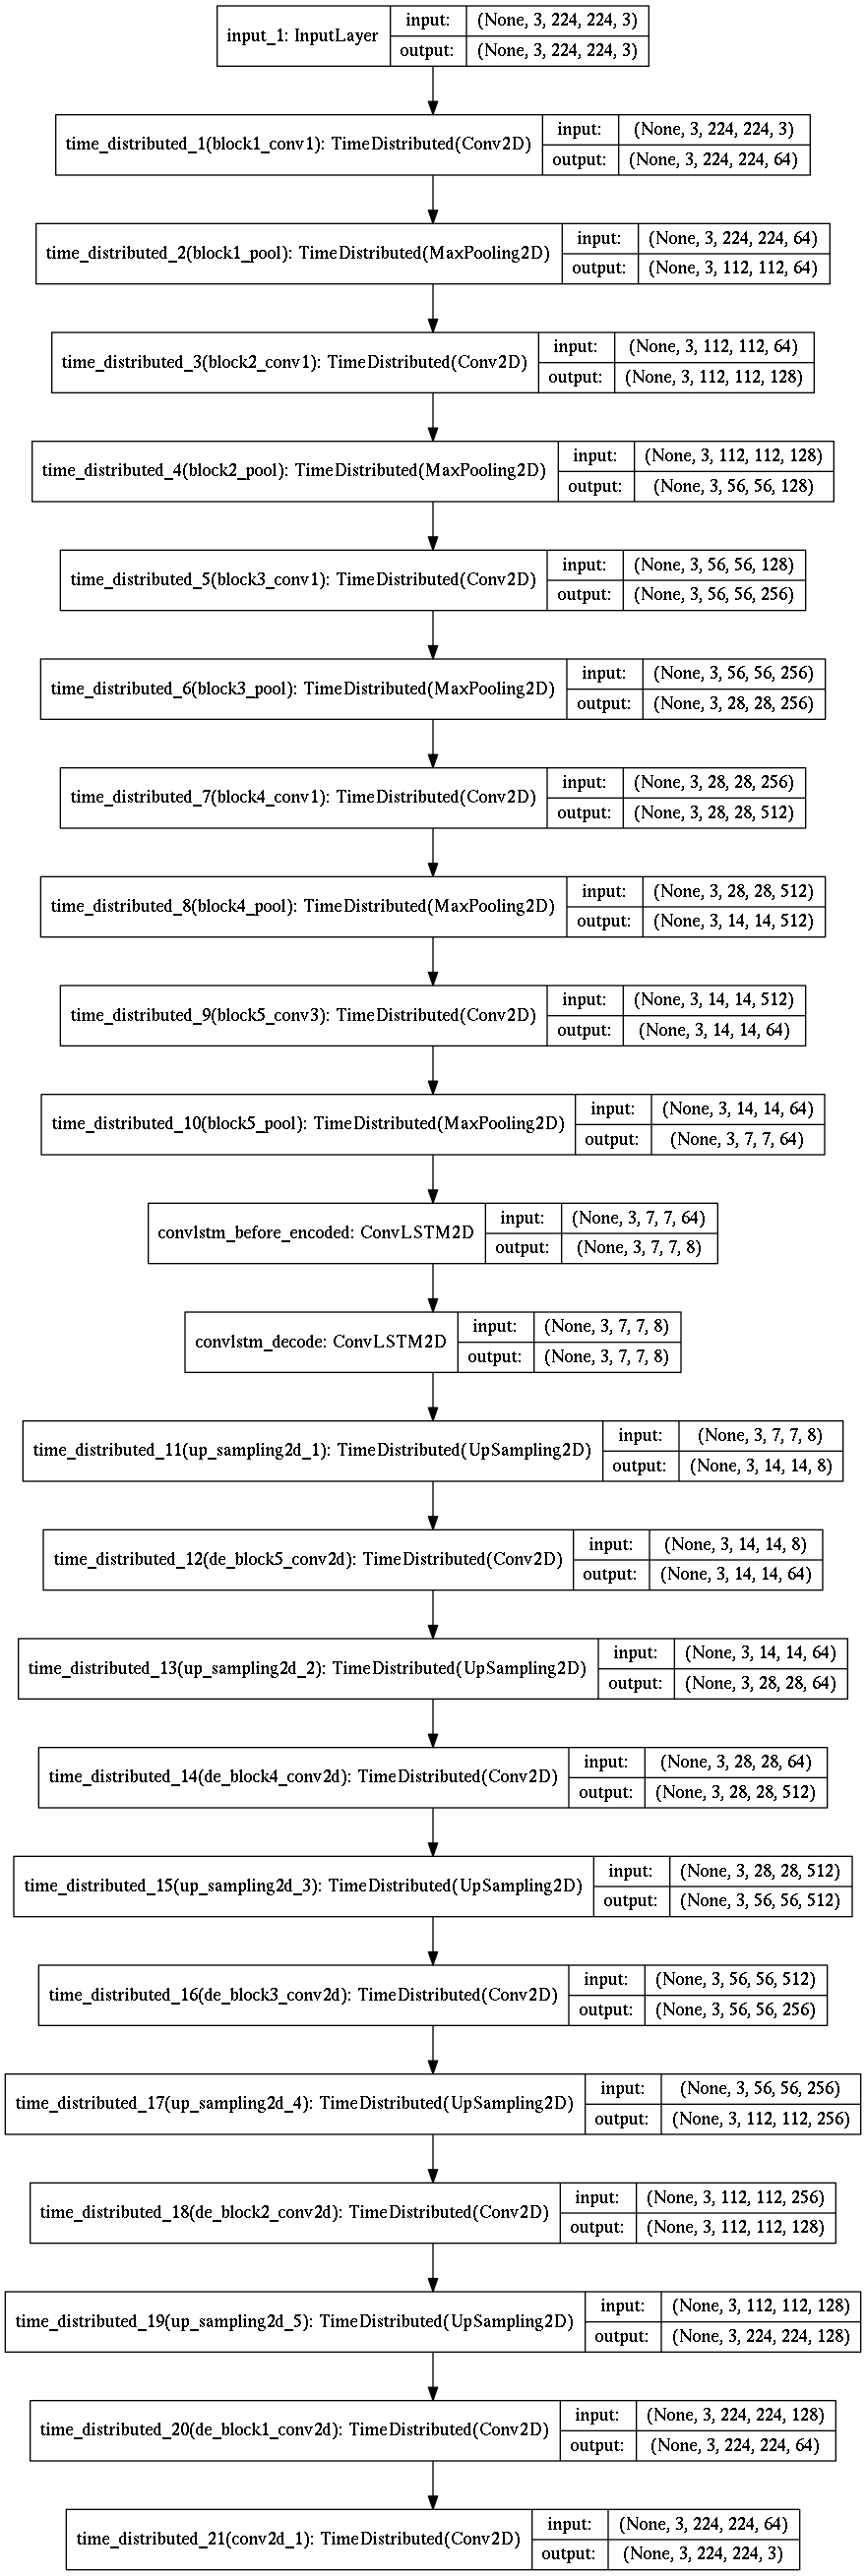 input_1: InputLayer
input: (None, 3, 224, 224, 3)
output: (None, 3, 224, 224, 3)
time_distributed_1(block1_conv1): TimeDistributed(Conv2D)
input: (None, 3, 224, 224, 3)
output: (None, 3, 224, 224, 64)
time_distributed_2(block1_pool): TimeDistributed(MaxPooling2D)
input: (None, 3, 224, 224, 64)
output: (None, 3, 112, 112, 64)
time_distributed_3(block2_conv1): TimeDistributed(Conv2D)
input: (None, 3, 112, 112, 64)
output: (None, 3, 112, 112, 128)
time_distributed_4(block2_pool): TimeDistributed(MaxPooling2D)
input: (None, 3, 112, 112, 128)
output: (None, 3, 56, 56, 128)
time_distributed_5(block3_conv1): TimeDistributed(Conv2D)
input: (None, 3, 56, 56, 128)
output: (None, 3, 56, 56, 256)
time_distributed_6(block3_pool): TimeDistributed(MaxPooling2D)
input: (None, 3, 56, 56, 256)
output: (None, 3, 28, 28, 256)
time_distributed_7(block4_conv1): TimeDistributed(Conv2D)
input: (None, 3, 28, 28, 256)
output: (None, 3, 28, 28, 512)
time_distributed_8(block4_pool): TimeDistributed(MaxPooling2D)
input: (None, 3, 28, 28, 512)
output: (None, 3, 14, 14, 512)
time_distributed_9(block5_conv3): TimeDistributed(Conv2D)
input: (None, 3, 14, 14, 512)
output: (None, 3, 14, 14, 64)
time_distributed_10(block5_pool): TimeDistributed(MaxPooling2D)
input: (None, 3, 14, 14, 64)
output: (None, 3, 7, 7, 64)
convlstm_before_encoded: ConvLSTM2D
input: (None, 3, 7, 7, 64)
output: (None, 3, 7, 7, 8)
convlstm_decode: ConvLSTM2D
input: (None, 3, 7, 7, 8)
output: (None, 3, 7, 7, 8)
time_distributed_11(up_sampling2d_1): TimeDistributed(UpSampling2D)
input: (None, 3, 7, 7, 8)
output: (None, 3, 14, 14, 8)
time_distributed_12(de_block5_conv2d): TimeDistributed(Conv2D)
input: (None, 3, 14, 14, 8)
output: (None, 3, 14, 14, 64)
time_distributed_13(up_sampling2d_2): TimeDistributed(UpSampling2D)
input: (None, 3, 14, 14, 64)
output: (None, 3, 28, 28, 64)
time_distributed_14(de_block4_conv2d): TimeDistributed(Conv2D)
input: (None, 3, 28, 28, 64)
output: (None, 3, 28, 28, 512)
time_distributed_15(up_sampling2d_3): TimeDistributed(UpSampling2D)
input: (None, 3, 28, 28, 512)
output: (None, 3, 56, 56, 512)
time_distributed_16(de_block3_conv2d): TimeDistributed(Conv2D)
input: (None, 3, 56, 56, 512)
output: (None, 3, 56, 56, 256)
time_distributed_17(up_sampling2d_4): TimeDistributed(UpSampling2D)
input: (None, 3, 56, 56, 256)
output: (None, 3, 112, 112, 256)
time_distributed_18(de_block2_conv2d): TimeDistributed(Conv2D)
input: (None, 3, 112, 112, 256)
output: (None, 3, 112, 112, 128)
time_distributed_19(up_sampling2d_5): TimeDistributed(UpSampling2D)
input: (None, 3, 112, 112, 128)
output: (None, 3, 224, 224, 128)
time_distributed_20(de_block1_conv2d): TimeDistributed(Conv2D)
input: (None, 3, 224, 224, 128)
output: (None, 3, 224, 224, 64)
time_distributed_21(conv2d_1): TimeDistributed(Conv2D)
input: (None, 3, 224, 224, 64)
output: (None, 3, 224, 224, 3)